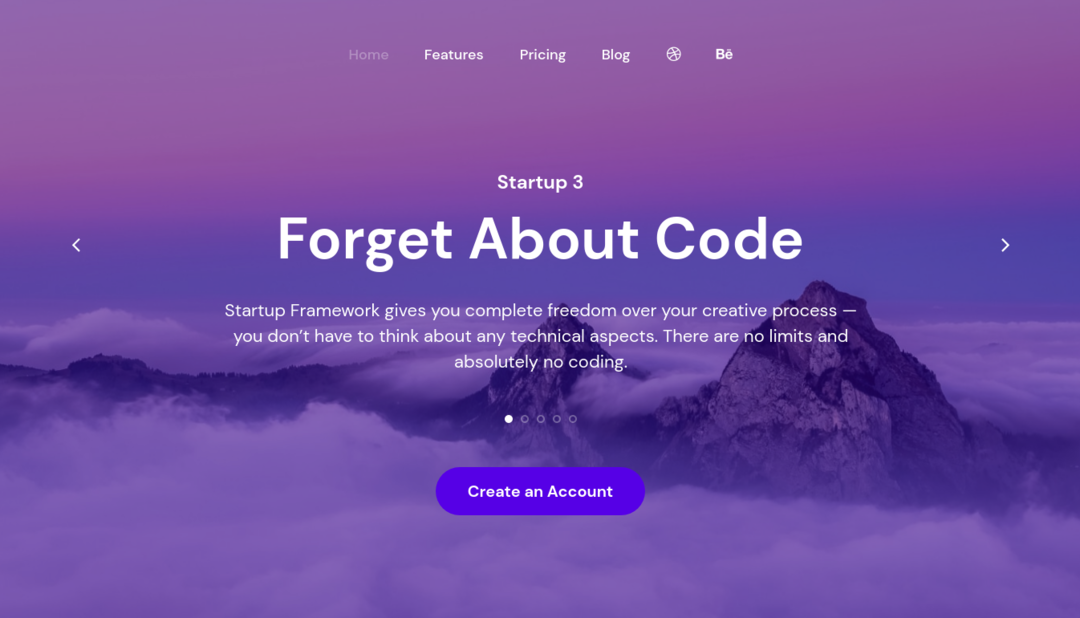 Home Features Pricing Blog Bē
Startup 3
Forget About Code
Startup Framework gives you complete freedom over your creative process —
you don’t have to think about any technical aspects. There are no limits and
absolutely no coding.
Create an Account